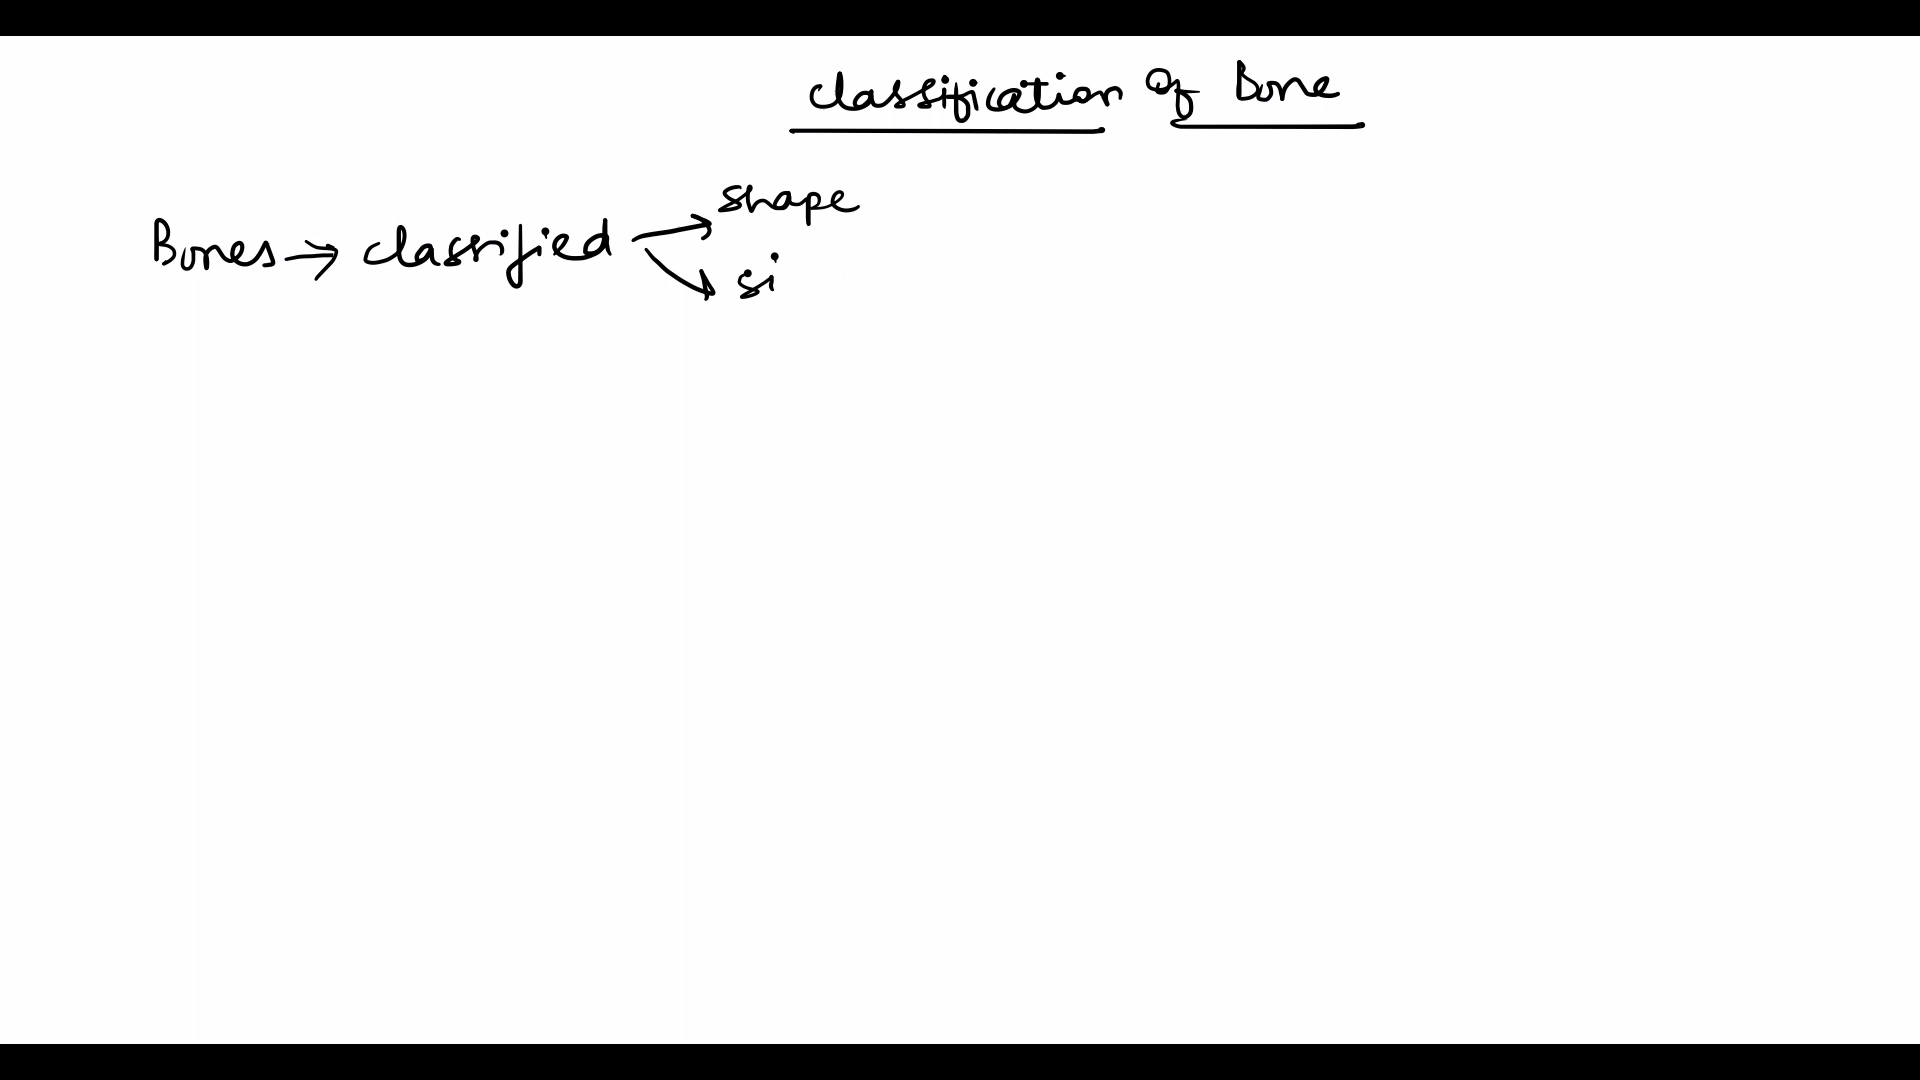 classification Of Bone
shape
Bones → classified
si